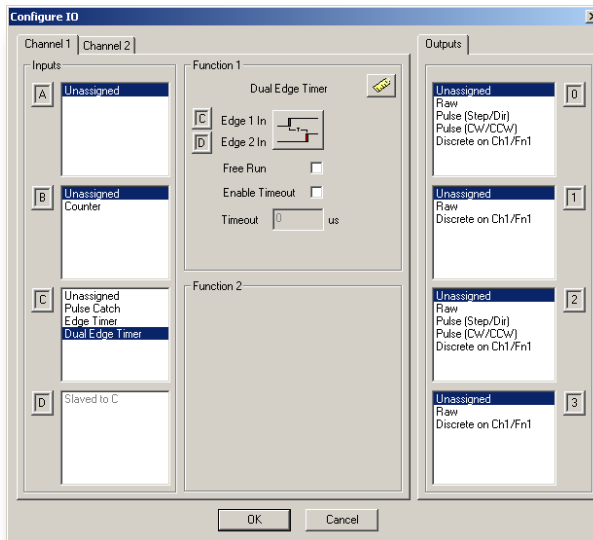 Configure IO
Channel 1
Channel 2
Inputs
A
Unassigned
B
Unassigned
Counter
C
Unassigned
Pulse Catch
Edge Timer
Dual Edge Timer
D
Slaved to C
Function 1
Dual Edge Timer
C
Edge 1 In
D
Edge 2 In
T
Free Run
Enable Timeout
Timeout
0
us
Function 2
Outputs
Unassigned
Raw
Pulse (Step/Dir)
Pulse (CW/CCW)
Discrete on Ch1/Fn1
0
Unassigned
Raw
Discrete on Ch1/Fn1
1
Unassigned
Raw
Pulse (Step/Dir)
Pulse (CW/CCW)
Discrete on Ch1/Fn1
2
Unassigned
Raw
Discrete on Ch1/Fn1
3
OK
Cancel